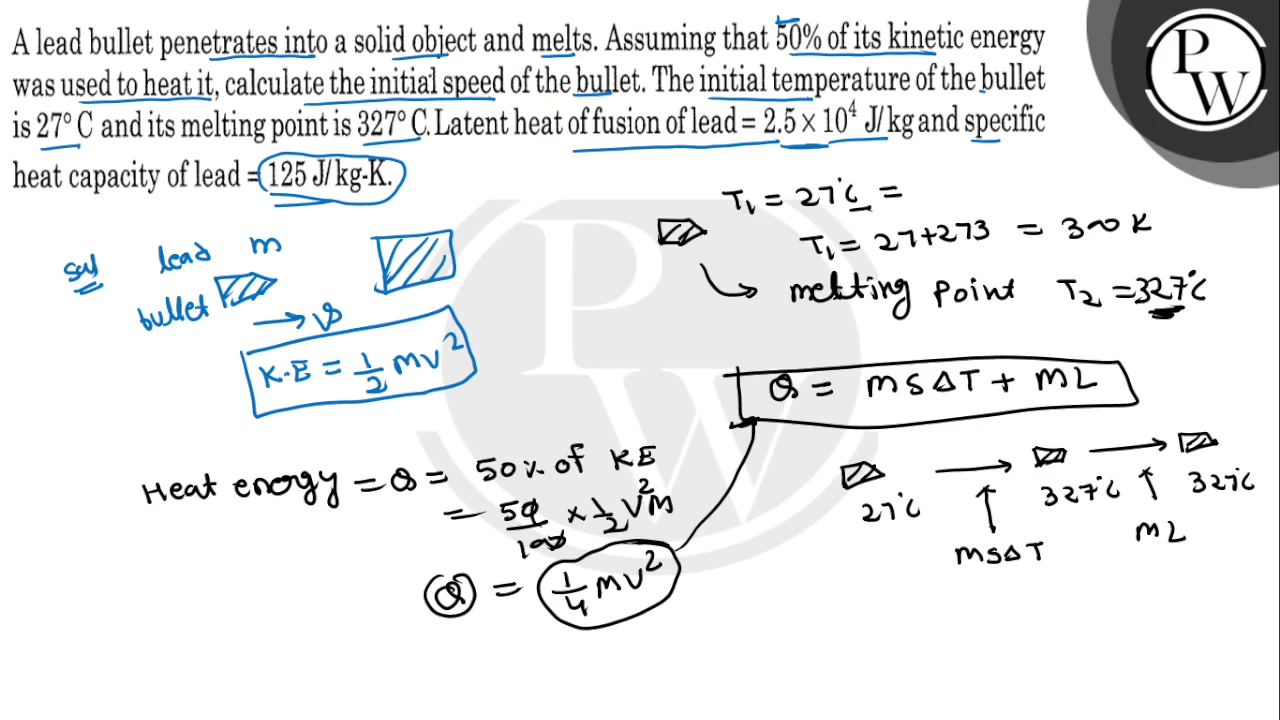 A lead bullet penetrates into a solid object and melts. Assuming that 50% of its kinetic energy
was used to heat it, calculate the initial speed of the bullet. The initial temperature of the bullet
is 27° C and its melting point is 327° C. Latent heat of fusion of lead = 2.5 × 10⁴ J/kg and specific
heat capacity of lead = 125 J/kg-K.
P
W
Sol
lead m
bullet
→ v
K.E = 1/2 mv²
T₁ = 27°C =
T₁ = 27+273 = 300 K
melting point T₂ = 327°C
Q = msΔT + mL
Heat energy = Q = 50% of KE
= 50/100 × 1/2 v²m
Q = 1/4 mv²
27°C → 327°C → 327°C
msΔT
mL
PW